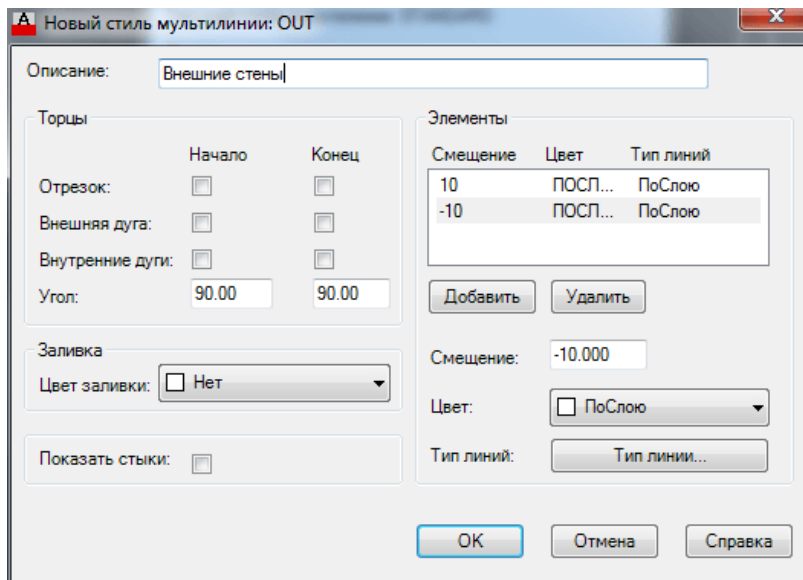 Новый стиль мультилинии: OUT
Описание: Внешние стены
Торцы
Начало Конец
Отрезок:
Внешняя дуга:
Внутренние дуги:
Угол: 90.00 90.00
Заливка
Цвет заливки: Нет
Показать стыки:
Элементы
Смещение Цвет Тип линий
10 ПОСЛ... ПоСлою
-10 ПОСЛ... ПоСлою
Добавить Удалить
Смещение: -10.000
Цвет: ПоСлою
Тип линий: Тип линии...
OK Отмена Справка